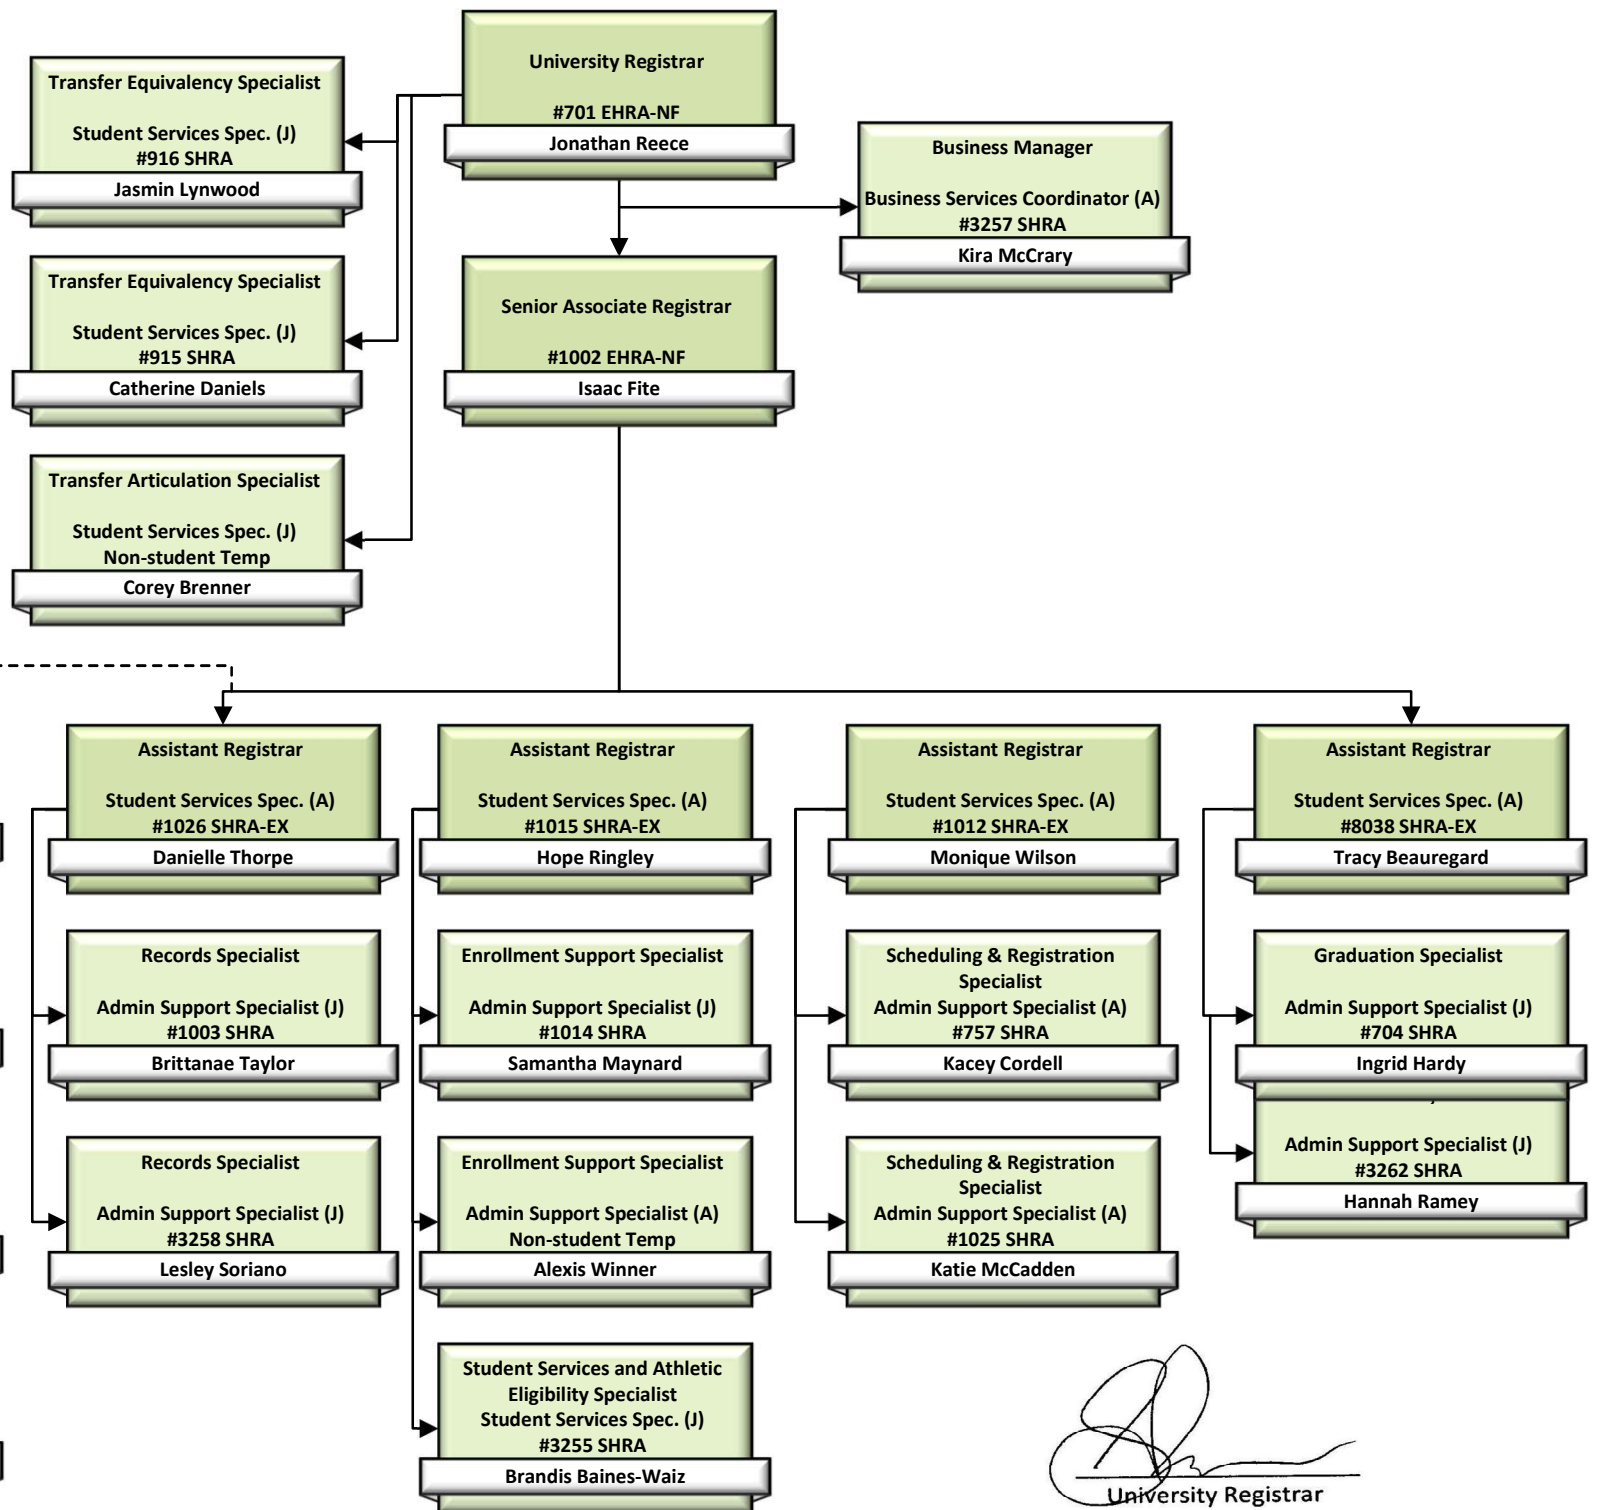 University Registrar
#701 EHRA-NF
Jonathan Reece
Transfer Equivalency Specialist
Student Services Spec. (J)
#916 SHRA
Jasmin Lynwood
Business Manager
Business Services Coordinator (A)
#3257 SHRA
Kira McCrary
Transfer Equivalency Specialist
Student Services Spec. (J)
#915 SHRA
Catherine Daniels
Senior Associate Registrar
#1002 EHRA-NF
Isaac Fite
Transfer Articulation Specialist
Student Services Spec. (J)
Non-student Temp
Corey Brenner
Assistant Registrar
Student Services Spec. (A)
#1026 SHRA-EX
Danielle Thorpe
Assistant Registrar
Student Services Spec. (A)
#1015 SHRA-EX
Hope Ringley
Assistant Registrar
Student Services Spec. (A)
#1012 SHRA-EX
Monique Wilson
Assistant Registrar
Student Services Spec. (A)
#8038 SHRA-EX
Tracy Beauregard
Records Specialist
Admin Support Specialist (J)
#1003 SHRA
Brittanae Taylor
Enrollment Support Specialist
Admin Support Specialist (J)
#1014 SHRA
Samantha Maynard
Scheduling & Registration
Specialist
Admin Support Specialist (A)
#757 SHRA
Kacey Cordell
Graduation Specialist
Admin Support Specialist (J)
#704 SHRA
Ingrid Hardy
Records Specialist
Admin Support Specialist (J)
#3258 SHRA
Lesley Soriano
Enrollment Support Specialist
Admin Support Specialist (A)
Non-student Temp
Alexis Winner
Scheduling & Registration
Specialist
Admin Support Specialist (A)
#1025 SHRA
Katie McCadden
Admin Support Specialist (J)
#3262 SHRA
Hannah Ramey
Student Services and Athletic
Eligibility Specialist
Student Services Spec. (J)
#3255 SHRA
Brandis Baines-Waiz
University Registrar